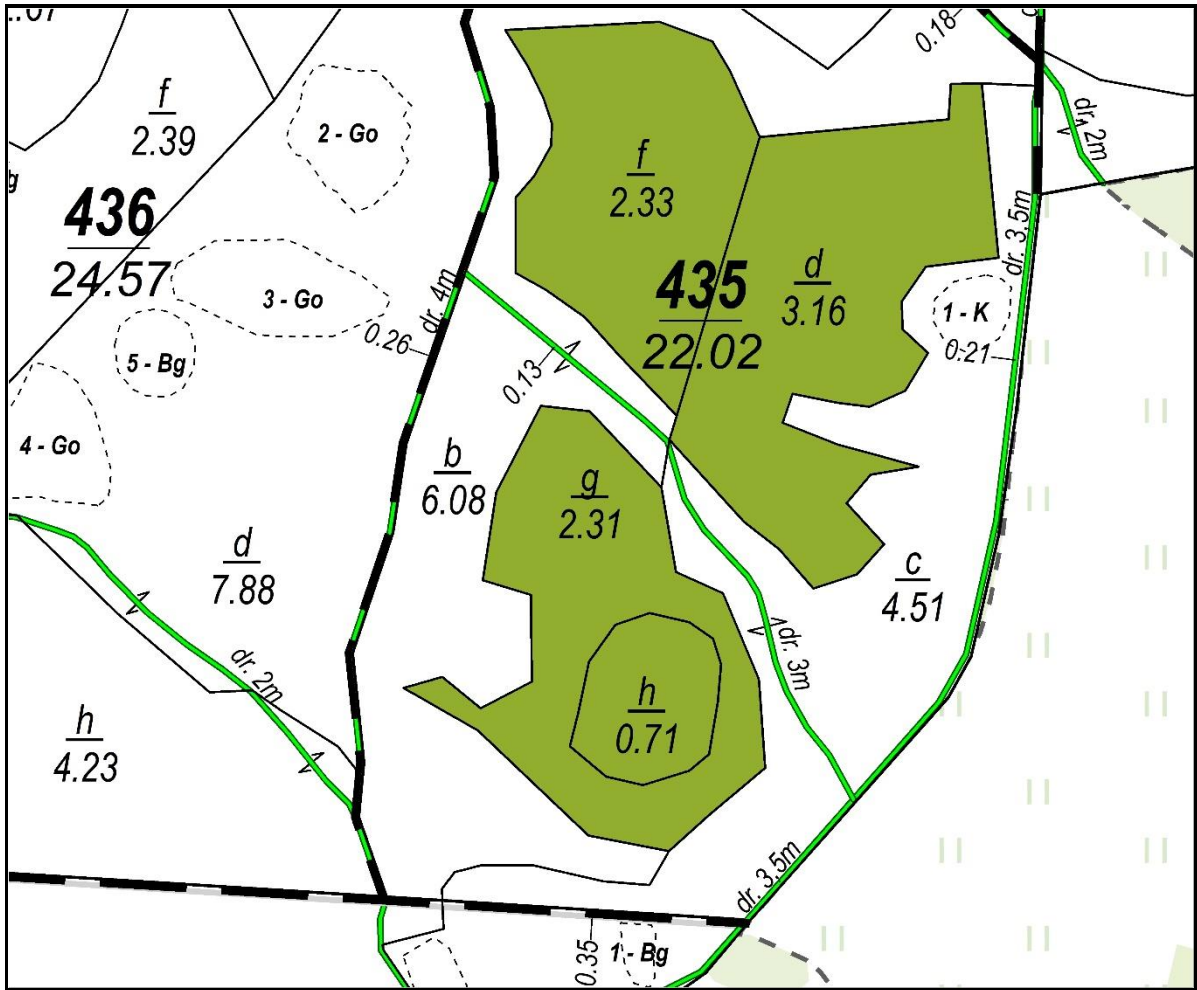 0.18
f
2.39
2 - Go
dr. 2m
f
2.33
436
24.57
dr. 3,5m
3 - Go
dr. 4m
435
22.02
d
3.16
1 - K
0.26
0.21
5 - Bg
0.13
4 - Go
b
6.08
g
2.31
d
7.88
c
4.51
dr. 2m
dr. 3m
h
4.23
h
0.71
dr. 3,5m
0.35
1 - Bg